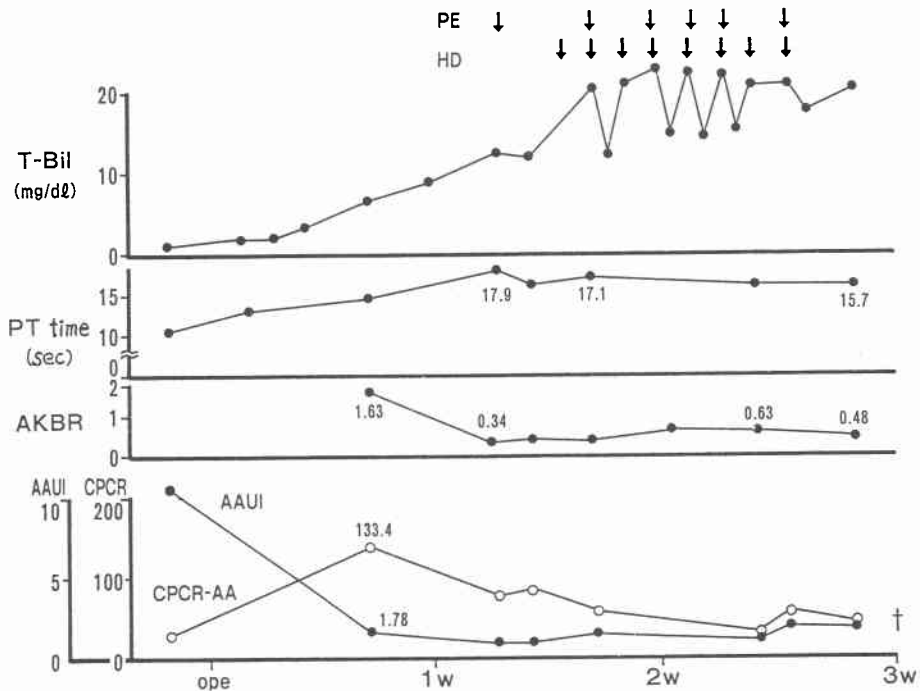 PE ↓ ↓ ↓ ↓ ↓ ↓
HD ↓ ↓ ↓ ↓ ↓ ↓ ↓ ↓
20
T-Bil
10
(mg/dℓ)
0
15
17.9
17.1
15.7
PT time
10
(sec)
0
2
1.63
0.34
0.63
0.48
AKBR
1
0
AAUI CPCR
AAUI
10 200
133.4
5 100
CPCR-AA
1.78
†
0 0
ope 1w 2w 3w